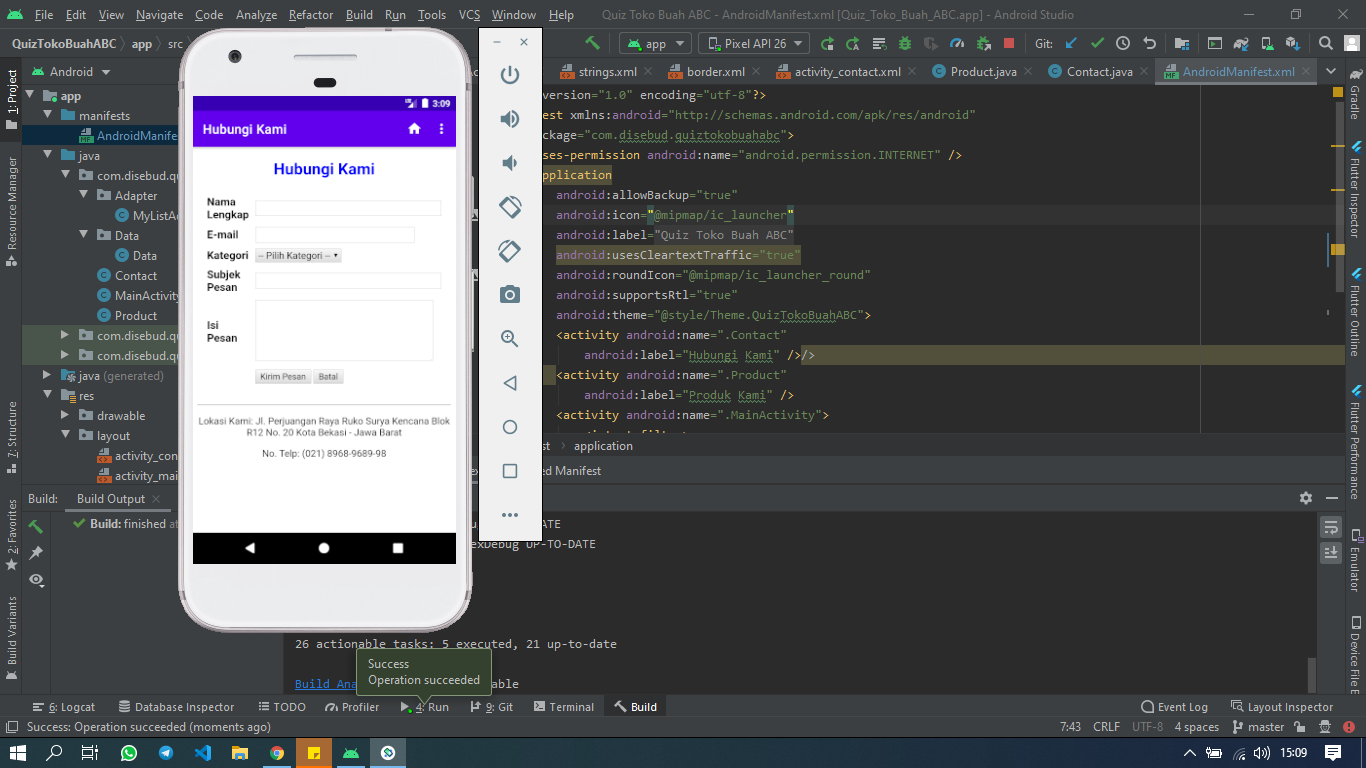 File Edit View Navigate Code Analyze Refactor Build Run Tools VCS Window Help Quiz Toko Buah ABC - AndroidManifest.xml [Quiz_Toko_Buah_ABC.app] - Android Studio
QuizTokoBuahABC app src
app Pixel API 26 Git:
1: Project
Resource Manager
7: Structure
2: Favorites
Build Variants
Android
app
manifests
AndroidManife
java
com.disebud.q
Adapter
MyListA
Data
Data
Contact
MainActivity
Product
com.disebud.q
com.disebud.q
java (generated)
res
drawable
layout
activity_con
activity_mai
3:09
Hubungi Kami
Hubungi Kami
Nama
Lengkap
E-mail
Kategori -- Pilih Kategori --
Subjek
Pesan
Isi
Pesan
Kirim Pesan Batal
Lokasi Kami: Jl. Perjuangan Raya Ruko Surya Kencana Blok
R12 No. 20 Kota Bekasi - Jawa Barat
No. Telp: (021) 8968-9689-98
strings.xml border.xml activity_contact.xml Product.java Contact.java AndroidManifest.xml
version="1.0" encoding="utf-8"?>
est xmlns:android="http://schemas.android.com/apk/res/android"
ckage="com.disebud.quiztokobuahabc">
ses-permission android:name="android.permission.INTERNET" />
pplication
android:allowBackup="true"
android:icon="@mipmap/ic_launcher"
android:label="Quiz Toko Buah ABC"
android:usesCleartextTraffic="true"
android:roundIcon="@mipmap/ic_launcher_round"
android:supportsRtl="true"
android:theme="@style/Theme.QuizTokoBuahABC">
<activity android:name=".Contact"
android:label="Hubungi Kami" />/>
<activity android:name=".Product"
android:label="Produk Kami" />
<activity android:name=".MainActivity">
st application
d Manifest
Gradle
Flutter Inspector
Flutter Outline
Flutter Performance
Emulator
Device File E
Build: Build Output
Build: finished at
ATE
exDebug UP-TO-DATE
26 actionable tasks: 5 executed, 21 up-to-date
Build Ana able
Success
Operation succeeded
6: Logcat Database Inspector TODO Profiler 4: Run 9: Git Terminal Build Event Log Layout Inspector
Success: Operation succeeded (moments ago) 7:43 CRLF UTF-8 4 spaces master
15:09